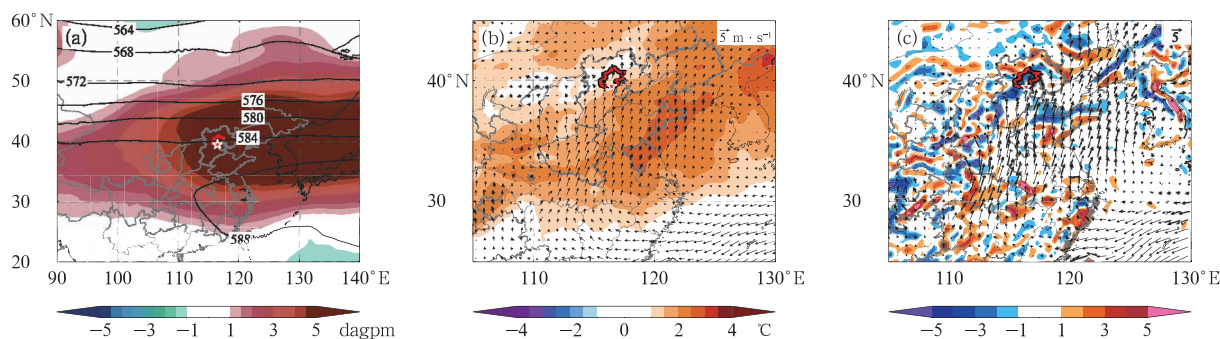 60°N
(a)
564
568
572
50
576
580
584
40
30
588
20
90 100 110 120 130 140°E
−5 −3 −1 1 3 5 dagpm
(b)
5 m · s⁻¹
40°N
30
110 120 130°E
−4 −2 0 2 4 ℃
(c)
5
40°N
30
110 120 130°E
−5 −3 −1 1 3 5